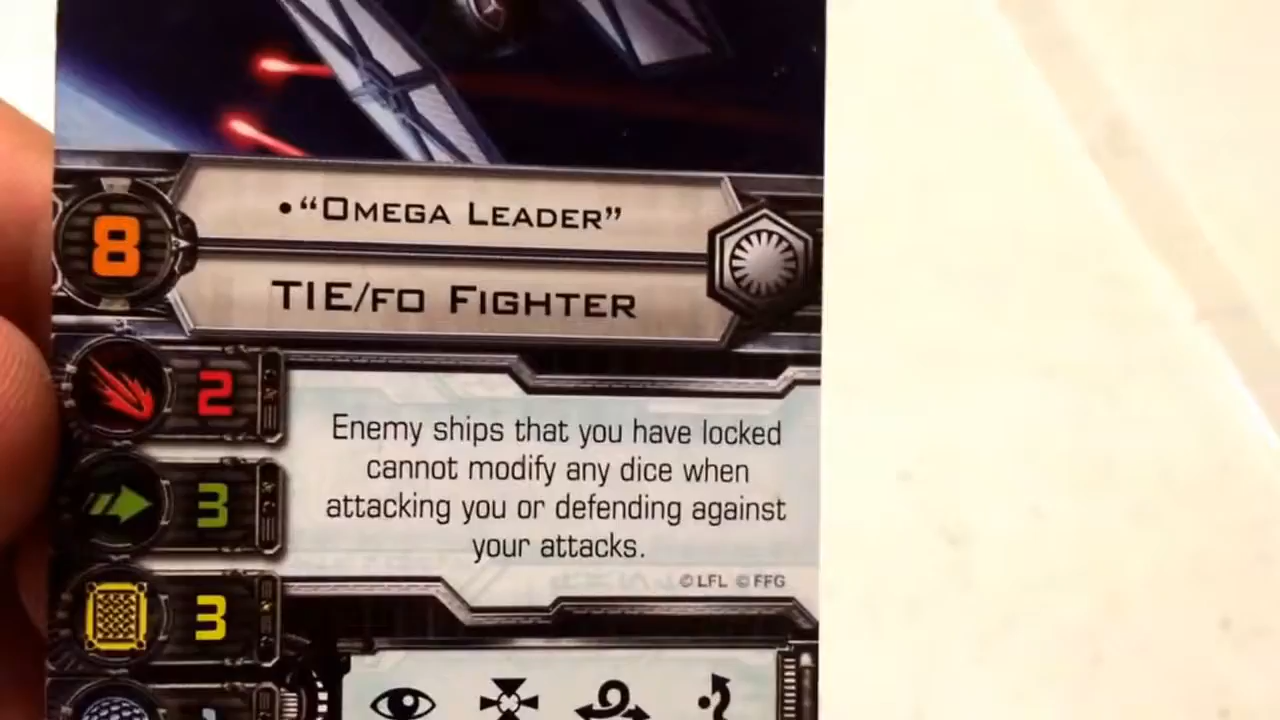 •“Omega Leader”
8
TIE/fo Fighter
2
3
3
Enemy ships that you have locked
cannot modify any dice when
attacking you or defending against
your attacks.
©LFL ©FFG